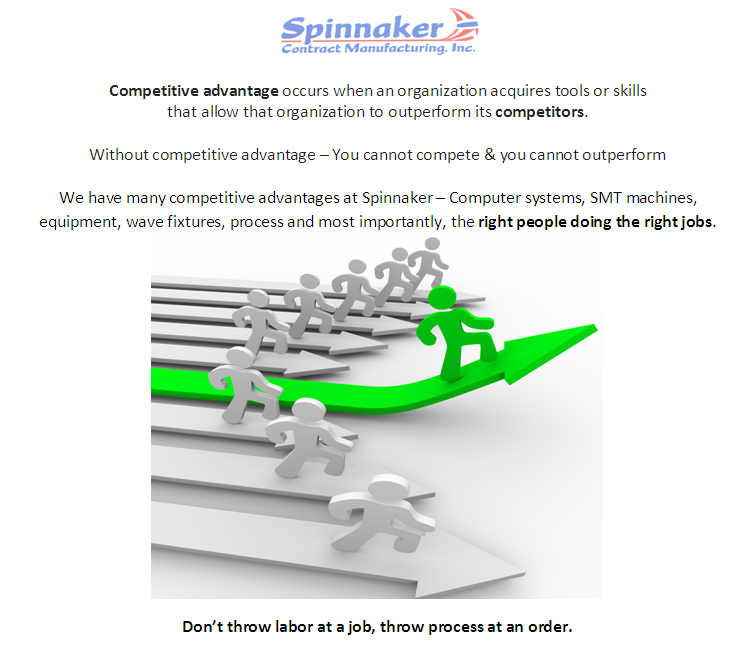 Spinnaker
Contract Manufacturing, Inc.
Competitive advantage occurs when an organization acquires tools or skills
that allow that organization to outperform its competitors.
Without competitive advantage – You cannot compete & you cannot outperform
We have many competitive advantages at Spinnaker – Computer systems, SMT machines,
equipment, wave fixtures, process and most importantly, the right people doing the right jobs.
Don’t throw labor at a job, throw process at an order.